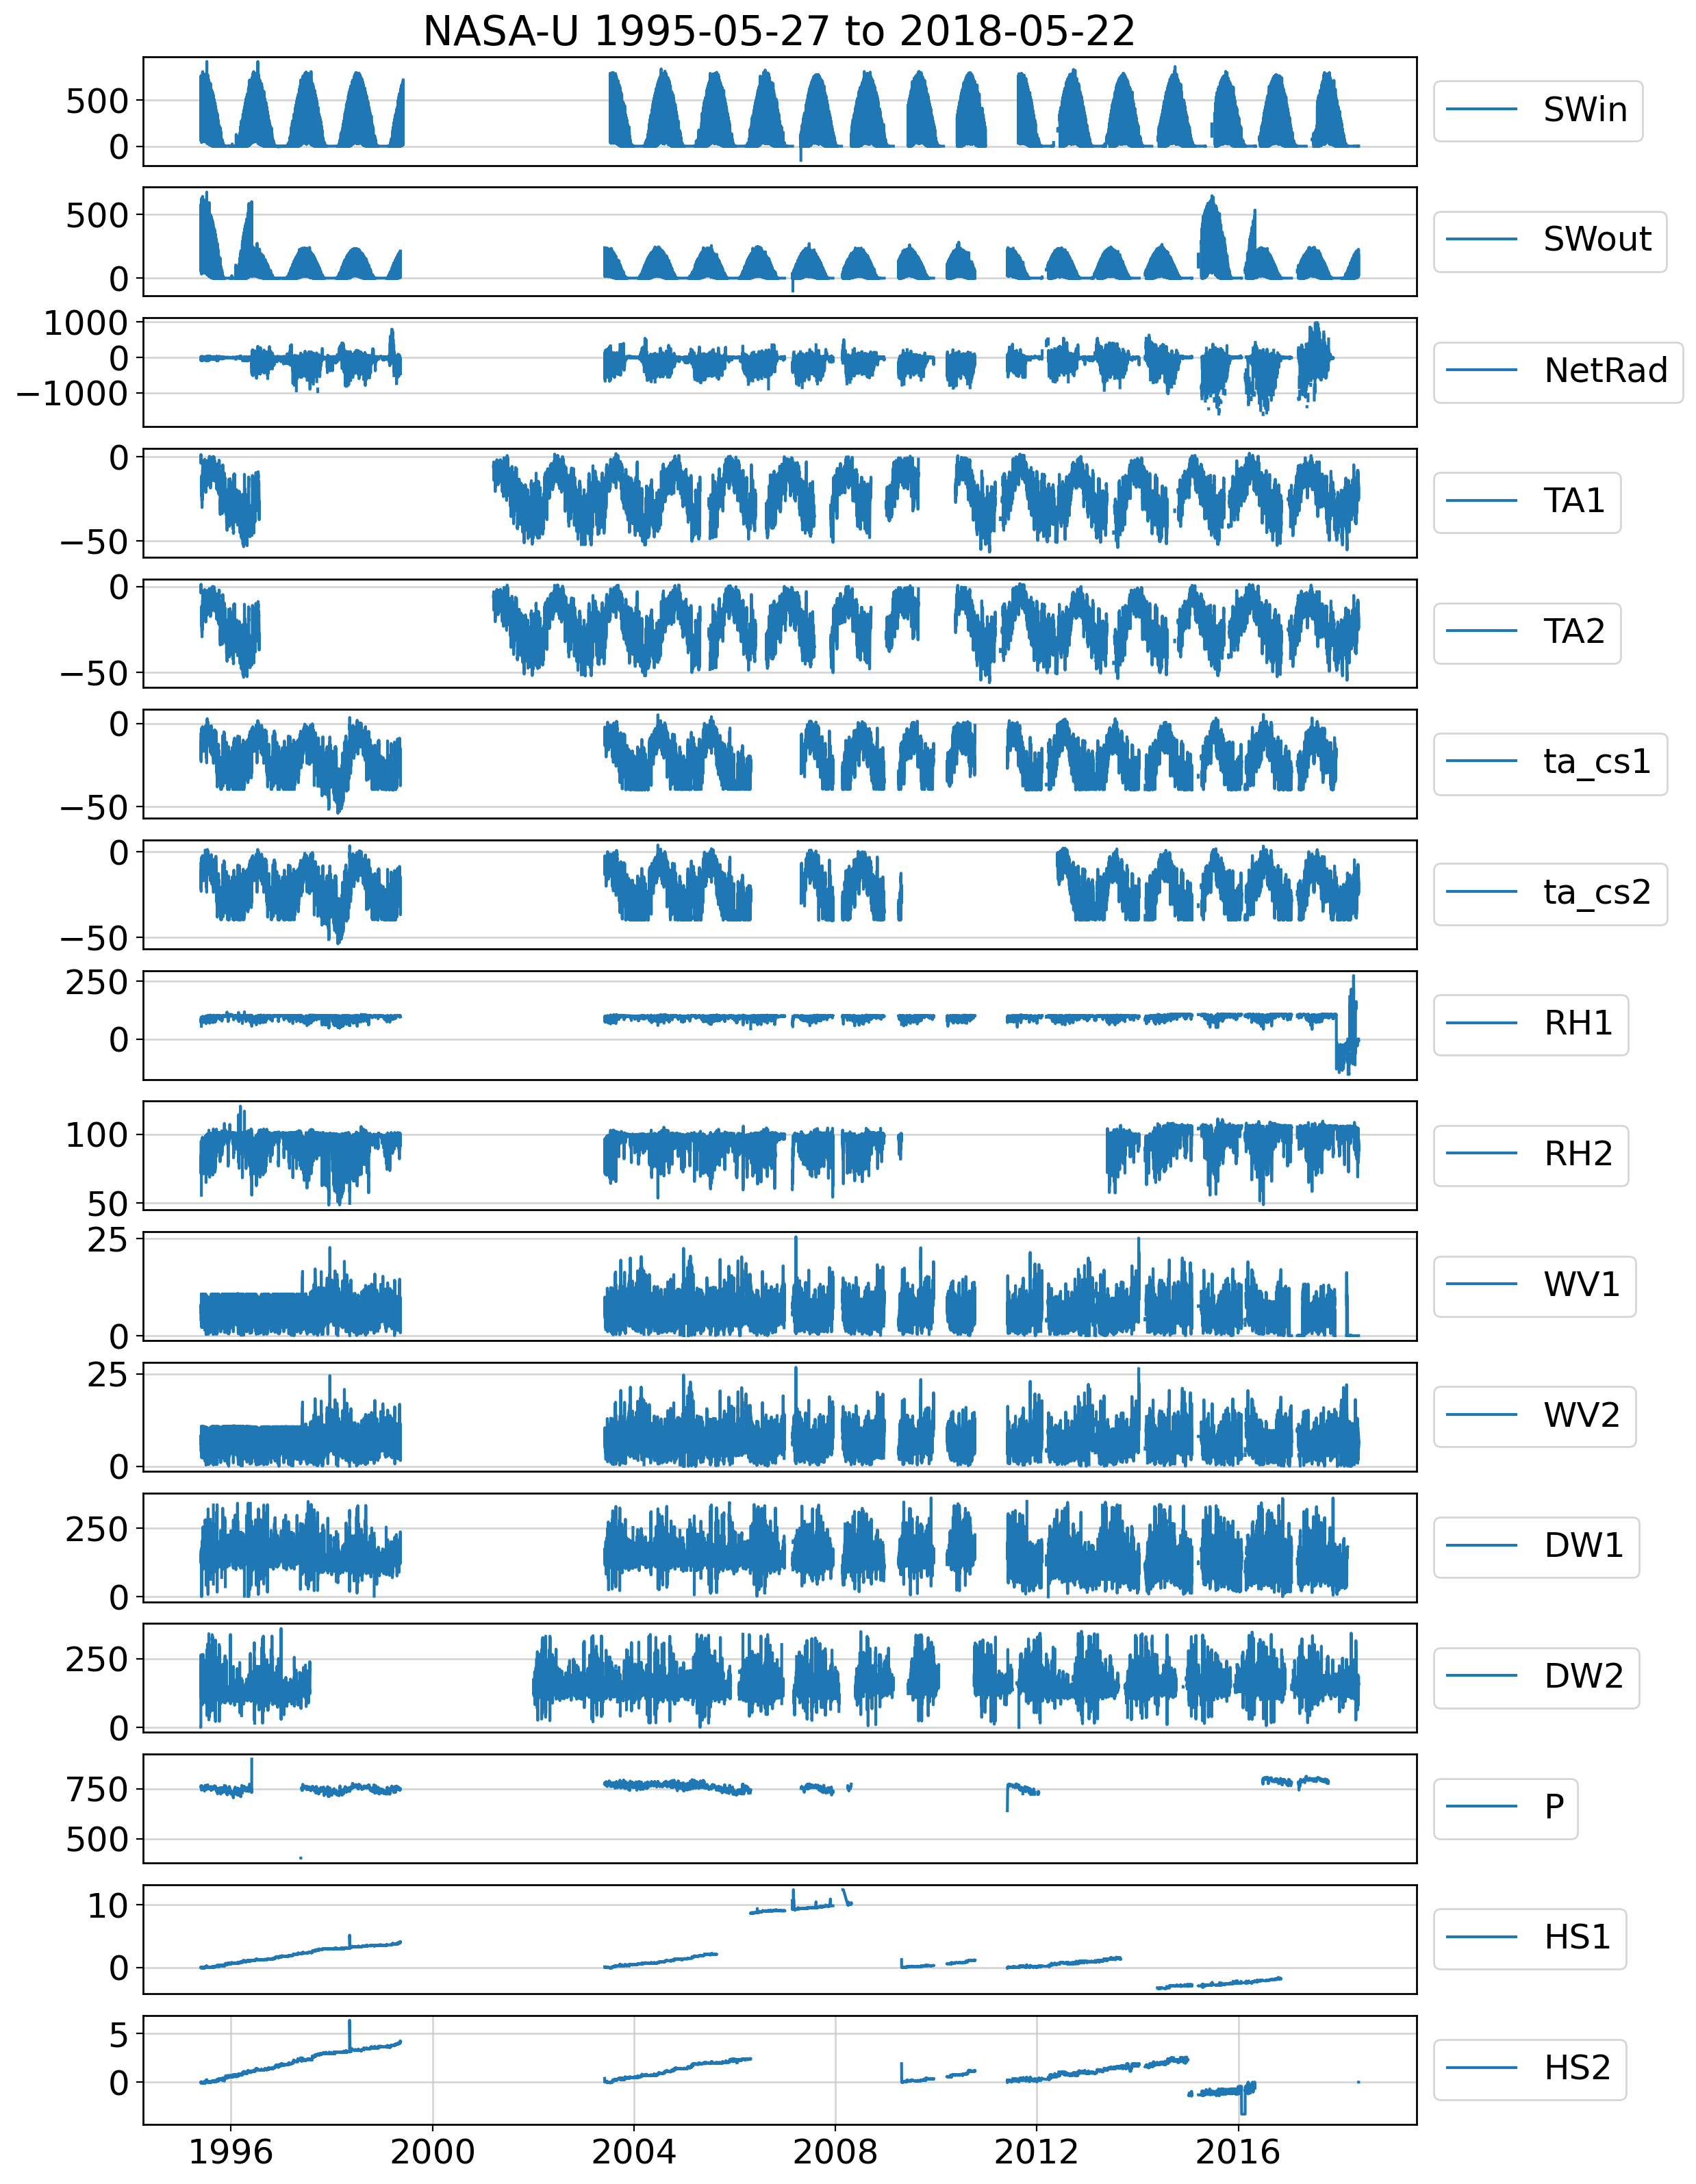 NASA-U 1995-05-27 to 2018-05-22
500
0
SWin
500
0
SWout
1000
0
−1000
NetRad
0
−50
TA1
0
−50
TA2
0
−50
ta_cs1
0
−50
ta_cs2
250
0
RH1
100
50
RH2
25
0
WV1
25
0
WV2
250
0
DW1
250
0
DW2
750
500
P
10
0
HS1
5
0
HS2
1996 2000 2004 2008 2012 2016